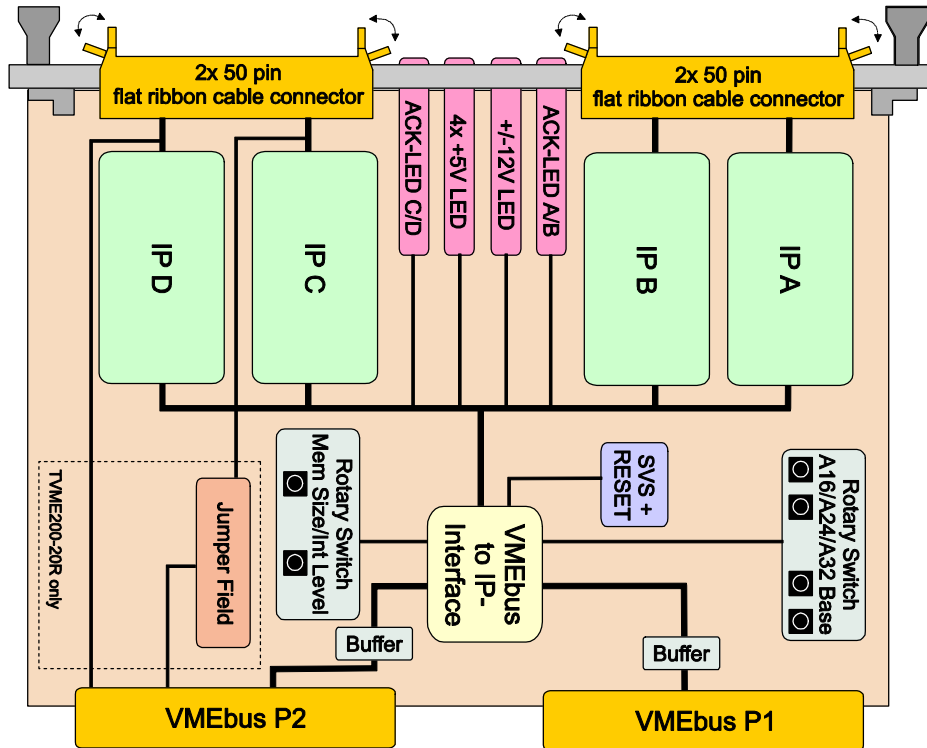 2x 50 pin
flat ribbon cable connector
2x 50 pin
flat ribbon cable connector
ACK-LED C/D
4x +5V LED
+/-12V LED
ACK-LED A/B
IP D
IP C
IP B
IP A
TVME200-20R only
Jumper Field
Rotary Switch
Mem Size/Int Level
VMEbus
to IP-
Interface
SVS +
RESET
Rotary Switch
A16/A24/A32 Base
Buffer
Buffer
VMEbus P2
VMEbus P1